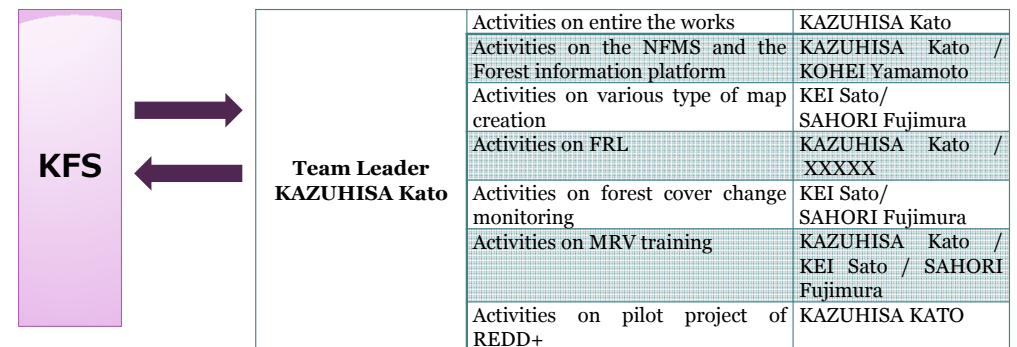 KFS
Team Leader
KAZUHISA Kato
Activities on entire the works
KAZUHISA Kato
Activities on the NFMS and the
Forest information platform
KAZUHISA Kato /
KOHEI Yamamoto
Activities on various type of map
creation
KEI Sato/
SAHORI Fujimura
Activities on FRL
KAZUHISA Kato /
XXXXX
Activities on forest cover change
monitoring
KEI Sato/
SAHORI Fujimura
Activities on MRV training
KAZUHISA Kato /
KEI Sato / SAHORI
Fujimura
Activities on pilot project of
REDD+
KAZUHISA KATO